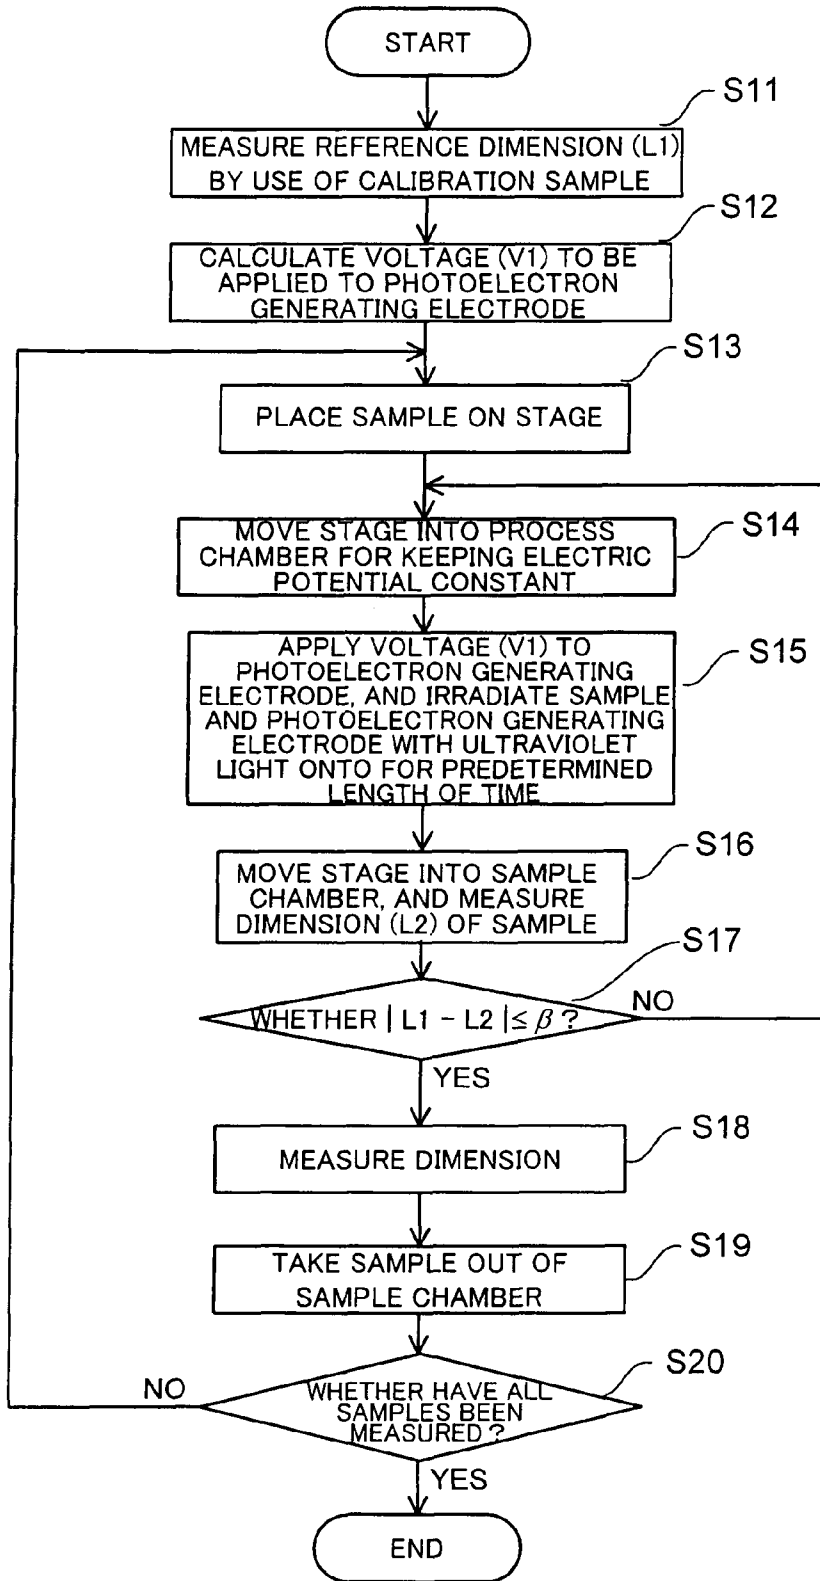 START
S11
MEASURE REFERENCE DIMENSION (L1)
BY USE OF CALIBRATION SAMPLE
S12
CALCULATE VOLTAGE (V1) TO BE
APPLIED TO PHOTOELECTRON
GENERATING ELECTRODE
S13
PLACE SAMPLE ON STAGE
S14
MOVE STAGE INTO PROCESS
CHAMBER FOR KEEPING ELECTRIC
POTENTIAL CONSTANT
S15
APPLY VOLTAGE (V1) TO
PHOTOELECTRON GENERATING
ELECTRODE, AND IRRADIATE SAMPLE
AND PHOTOELECTRON GENERATING
ELECTRODE WITH ULTRAVIOLET
LIGHT ONTO FOR PREDETERMINED
LENGTH OF TIME
S16
MOVE STAGE INTO SAMPLE
CHAMBER, AND MEASURE
DIMENSION (L2) OF SAMPLE
S17
WHETHER | L1 - L2 | ≤ β ?
NO
YES
S18
MEASURE DIMENSION
S19
TAKE SAMPLE OUT OF
SAMPLE CHAMBER
S20
NO
WHETHER HAVE ALL
SAMPLES BEEN
MEASURED ?
YES
END